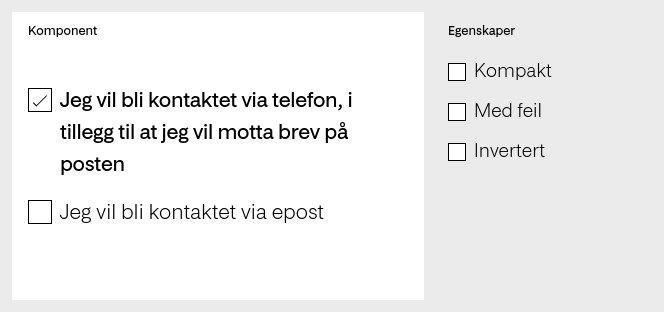 Komponent
Jeg vil bli kontaktet via telefon, i
tillegg til at jeg vil motta brev på
posten
Jeg vil bli kontaktet via epost
Egenskaper
Kompakt
Med feil
Invertert